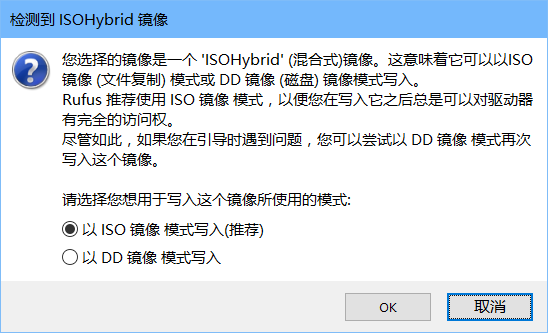 检测到 ISOHybrid 镜像
您选择的镜像是一个 'ISOHybrid' (混合式)镜像。这意味着它可以以ISO
镜像 (文件复制) 模式或 DD 镜像 (磁盘) 镜像模式写入。
Rufus 推荐使用 ISO 镜像 模式，以便您在写入它之后总是可以对驱动器
有完全的访问权。
尽管如此，如果您在引导时遇到问题，您可以尝试以 DD 镜像 模式再次
写入这个镜像。
请选择您想用于写入这个镜像所使用的模式:
以 ISO 镜像 模式写入(推荐)
以 DD 镜像 模式写入
OK
取消